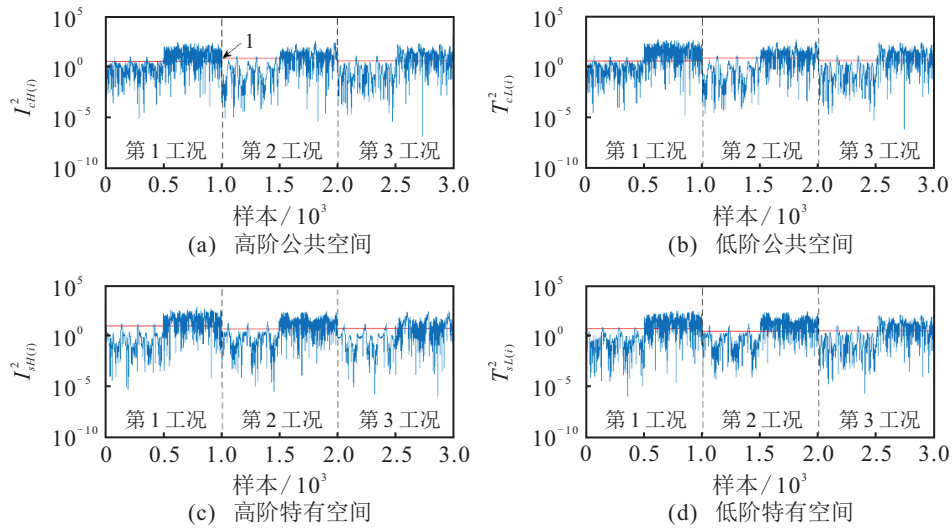 10^5
10^0
10^-5
10^-10
I^2_{cH(i)}
1
第 1 工况
第 2 工况
第 3 工况
0 0.5 1.0 1.5 2.0 2.5 3.0
样本 / 10^3
(a) 高阶公共空间
10^5
10^0
10^-5
10^-10
T^2_{cL(i)}
第 1 工况
第 2 工况
第 3 工况
0 0.5 1.0 1.5 2.0 2.5 3.0
样本 / 10^3
(b) 低阶公共空间
10^5
10^0
10^-5
10^-10
I^2_{sH(i)}
第 1 工况
第 2 工况
第 3 工况
0 0.5 1.0 1.5 2.0 2.5 3.0
样本 / 10^3
(c) 高阶特有空间
10^5
10^0
10^-5
10^-10
T^2_{sL(i)}
第 1 工况
第 2 工况
第 3 工况
0 0.5 1.0 1.5 2.0 2.5 3.0
样本 / 10^3
(d) 低阶特有空间